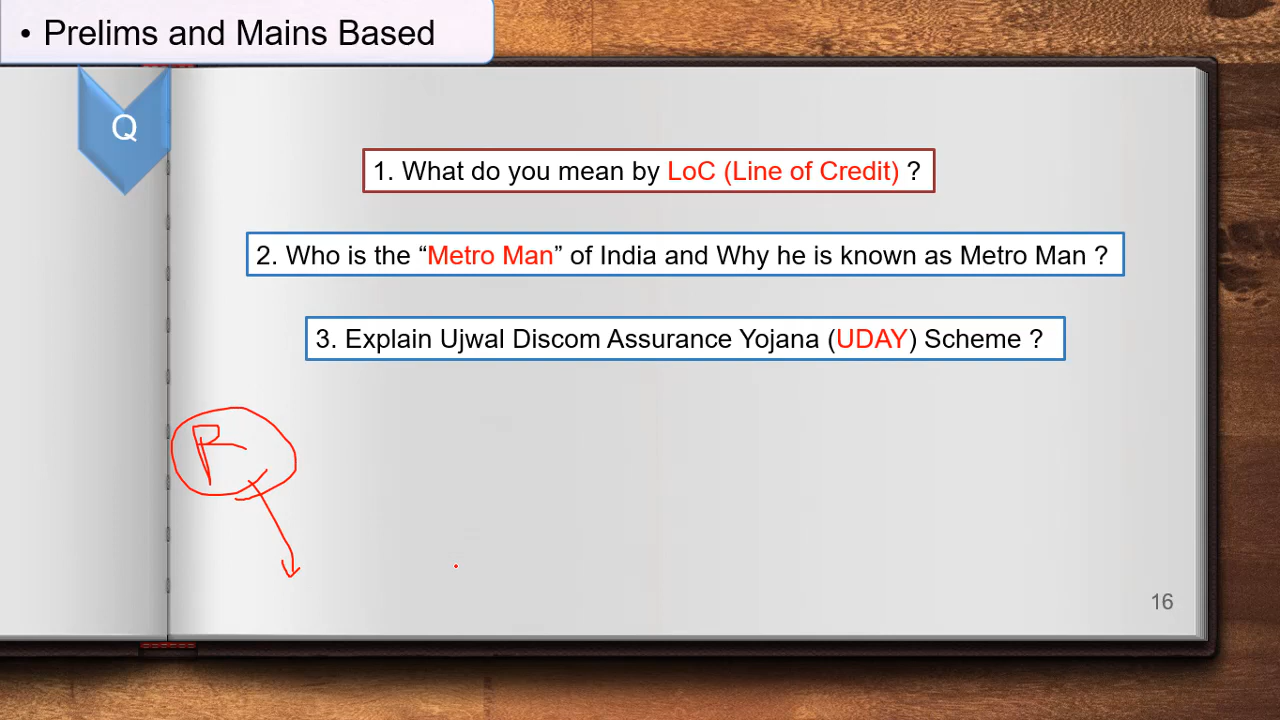 • Prelims and Mains Based
Q
1. What do you mean by LoC (Line of Credit) ?
2. Who is the “Metro Man” of India and Why he is known as Metro Man ?
3. Explain Ujwal Discom Assurance Yojana (UDAY) Scheme ?
R
16